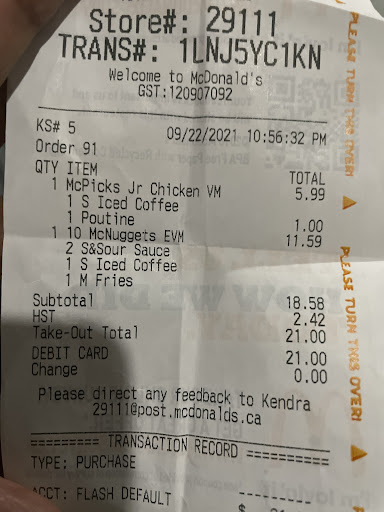 Store#: 29111
TRANS#: 1LNJ5YC1KN
Welcome to McDonald's
GST:120907092
KS# 5 09/22/2021 10:56:32 PM
Order 91
QTY ITEM TOTAL
1 McPicks Jr Chicken VM 5.99
1 S Iced Coffee
1 Poutine 1.00
1 10 McNuggets EVM 11.59
2 S&Sour Sauce
1 S Iced Coffee
1 M Fries
Subtotal 18.58
HST 2.42
Take-Out Total 21.00
DEBIT CARD 21.00
Change 0.00
Please direct any feedback to Kendra
29111@post.mcdonalds.ca
========= TRANSACTION RECORD ==========
TYPE: PURCHASE
ACCT: FLASH DEFAULT
PLEASE TURN THIS OVER!
PLEASE TURN THIS OVER!